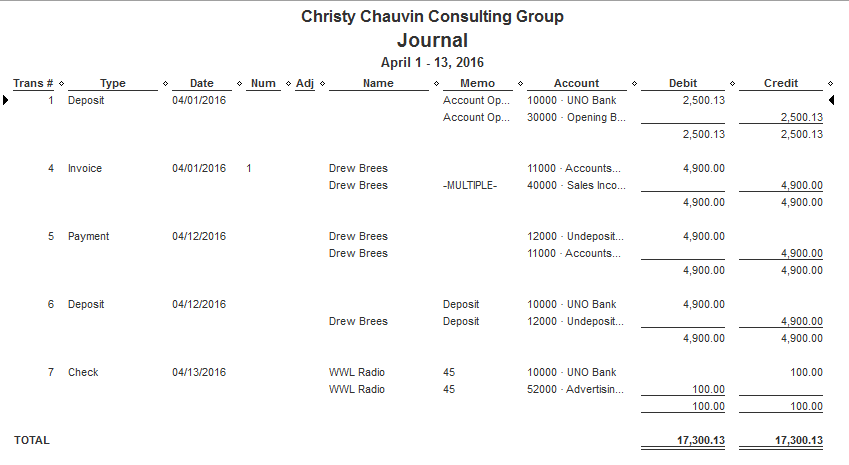 Christy Chauvin Consulting Group
Journal
April 1 - 13, 2016
Trans # Type Date Num Adj Name Memo Account Debit Credit
1 Deposit 04/01/2016 Account Op... 10000 · UNO Bank 2,500.13
Account Op... 30000 · Opening B... 2,500.13
2,500.13 2,500.13
4 Invoice 04/01/2016 1 Drew Brees 11000 · Accounts... 4,900.00
Drew Brees -MULTIPLE- 40000 · Sales Inco... 4,900.00
4,900.00 4,900.00
5 Payment 04/12/2016 Drew Brees 12000 · Undeposit... 4,900.00
Drew Brees 11000 · Accounts... 4,900.00
4,900.00 4,900.00
6 Deposit 04/12/2016 Deposit 10000 · UNO Bank 4,900.00
Drew Brees Deposit 12000 · Undeposit... 4,900.00
4,900.00 4,900.00
7 Check 04/13/2016 WWL Radio 45 10000 · UNO Bank 100.00
WWL Radio 45 52000 · Advertisin... 100.00
100.00 100.00
TOTAL 17,300.13 17,300.13